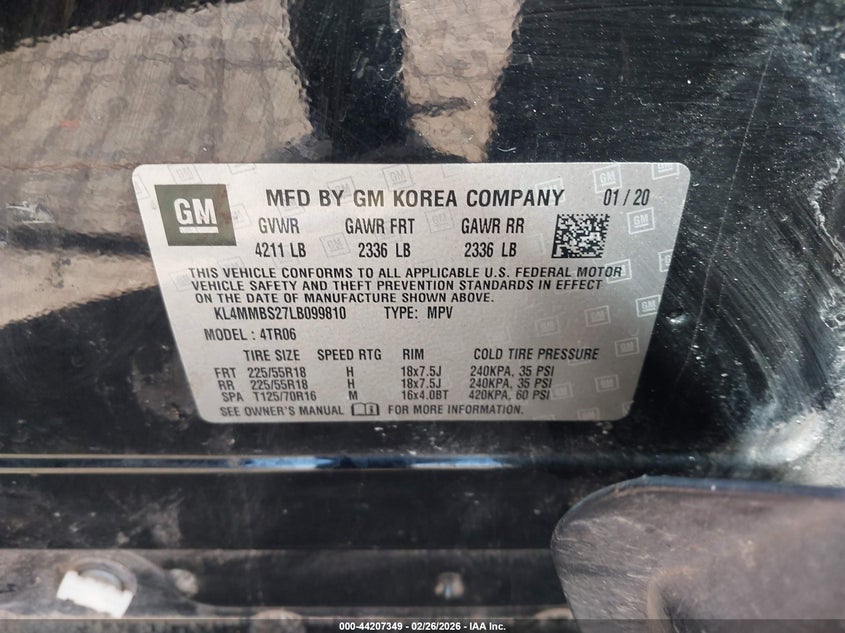 GM MFD BY GM KOREA COMPANY 01 / 20
GVWR GAWR FRT GAWR RR
4211 LB 2336 LB 2336 LB
THIS VEHICLE CONFORMS TO ALL APPLICABLE U.S. FEDERAL MOTOR
VEHICLE SAFETY AND THEFT PREVENTION STANDARDS IN EFFECT
ON THE DATE OF MANUFACTURE SHOWN ABOVE.
KL4MMBS27LB099810 TYPE: MPV
MODEL : 4TR06
TIRE SIZE SPEED RTG RIM COLD TIRE PRESSURE
FRT 225/55R18 H 18x7.5J 240KPA, 35 PSI
RR 225/55R18 H 18x7.5J 240KPA, 35 PSI
SPA T125/70R16 M 16x4.0BT 420KPA, 60 PSI
SEE OWNER'S MANUAL FOR MORE INFORMATION.
000-44207349 - 02/26/2026 - IAA Inc.